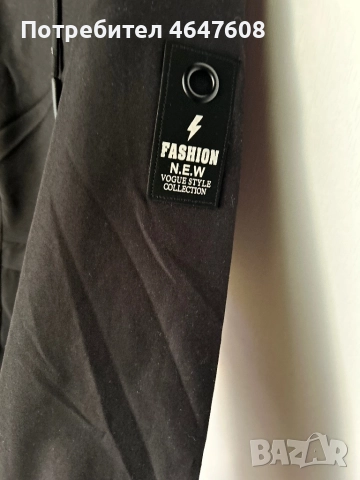 Потребител 4647608
FASHION
N.E.W
VOGUE STYLE
COLLECTION
BAZAR